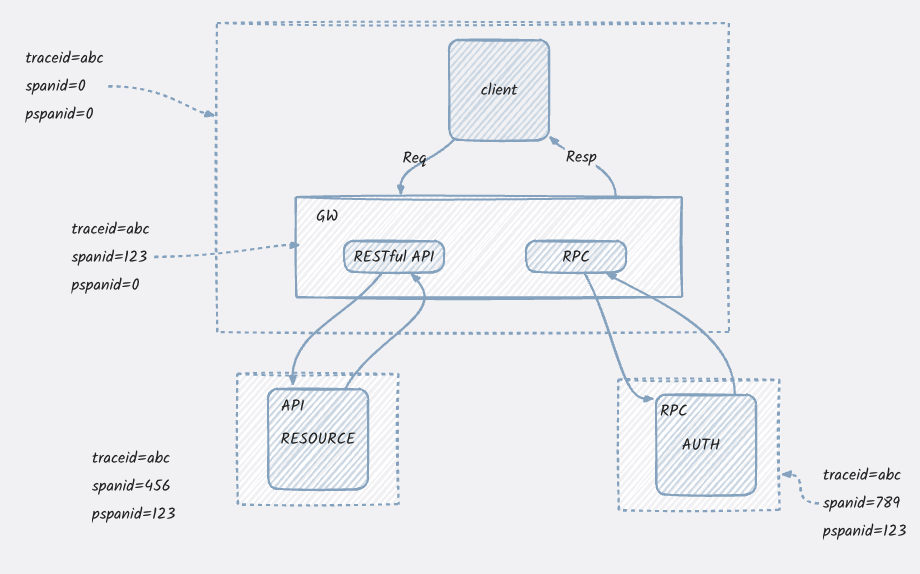 traceid=abc
spanid=0
pspanid=0
client
Req
Resp
traceid=abc
spanid=123
pspanid=0
GW
RESTful API
RPC
API
RESOURCE
RPC
AUTH
traceid=abc
spanid=456
pspanid=123
traceid=abc
spanid=789
pspanid=123